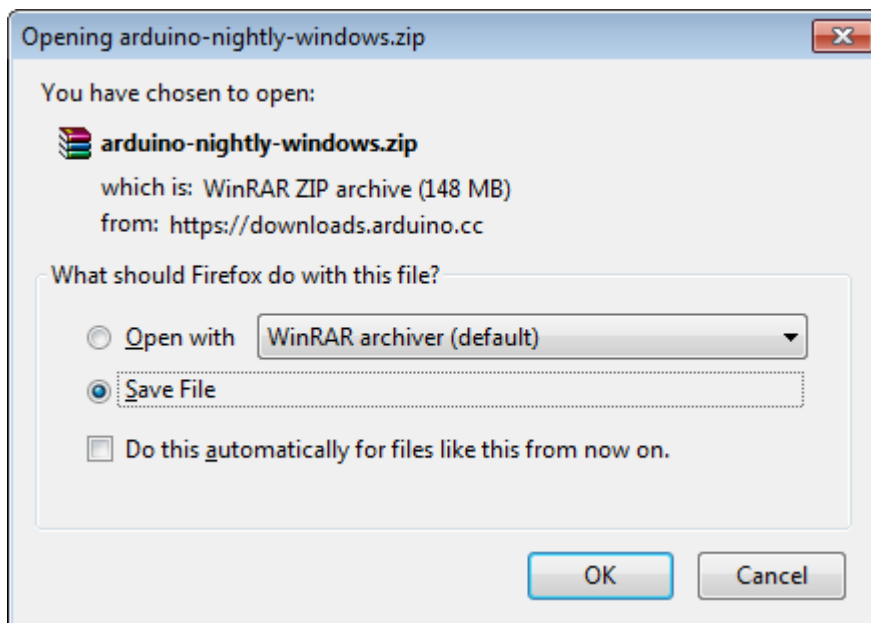 Opening arduino-nightly-windows.zip
You have chosen to open:
arduino-nightly-windows.zip
which is: WinRAR ZIP archive (148 MB)
from: https://downloads.arduino.cc
What should Firefox do with this file?
Open with WinRAR archiver (default)
Save File
Do this automatically for files like this from now on.
OK Cancel